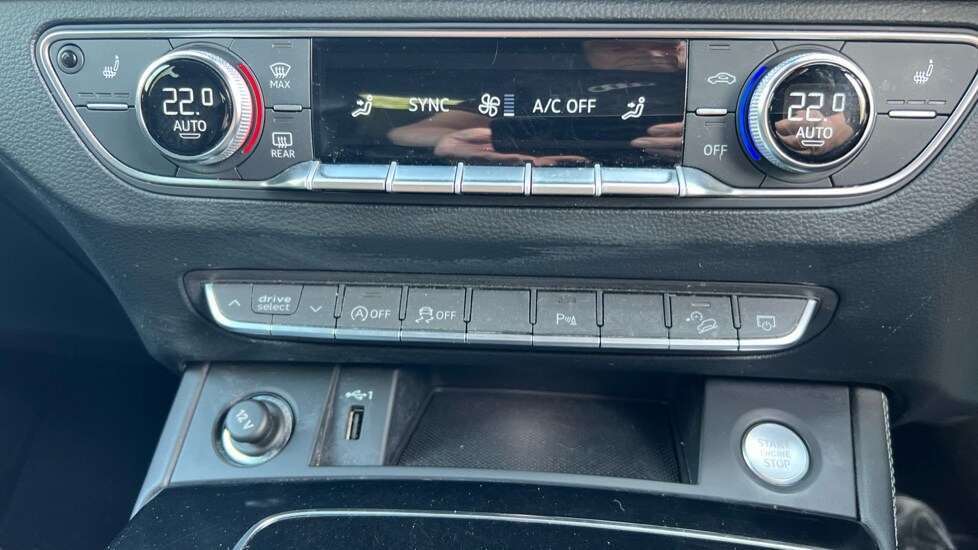 MAX
REAR
22.0
AUTO
SYNC
A/C OFF
OFF
22.0
AUTO
drive
select
A OFF
OFF
P
12V
1
START
ENGINE
STOP